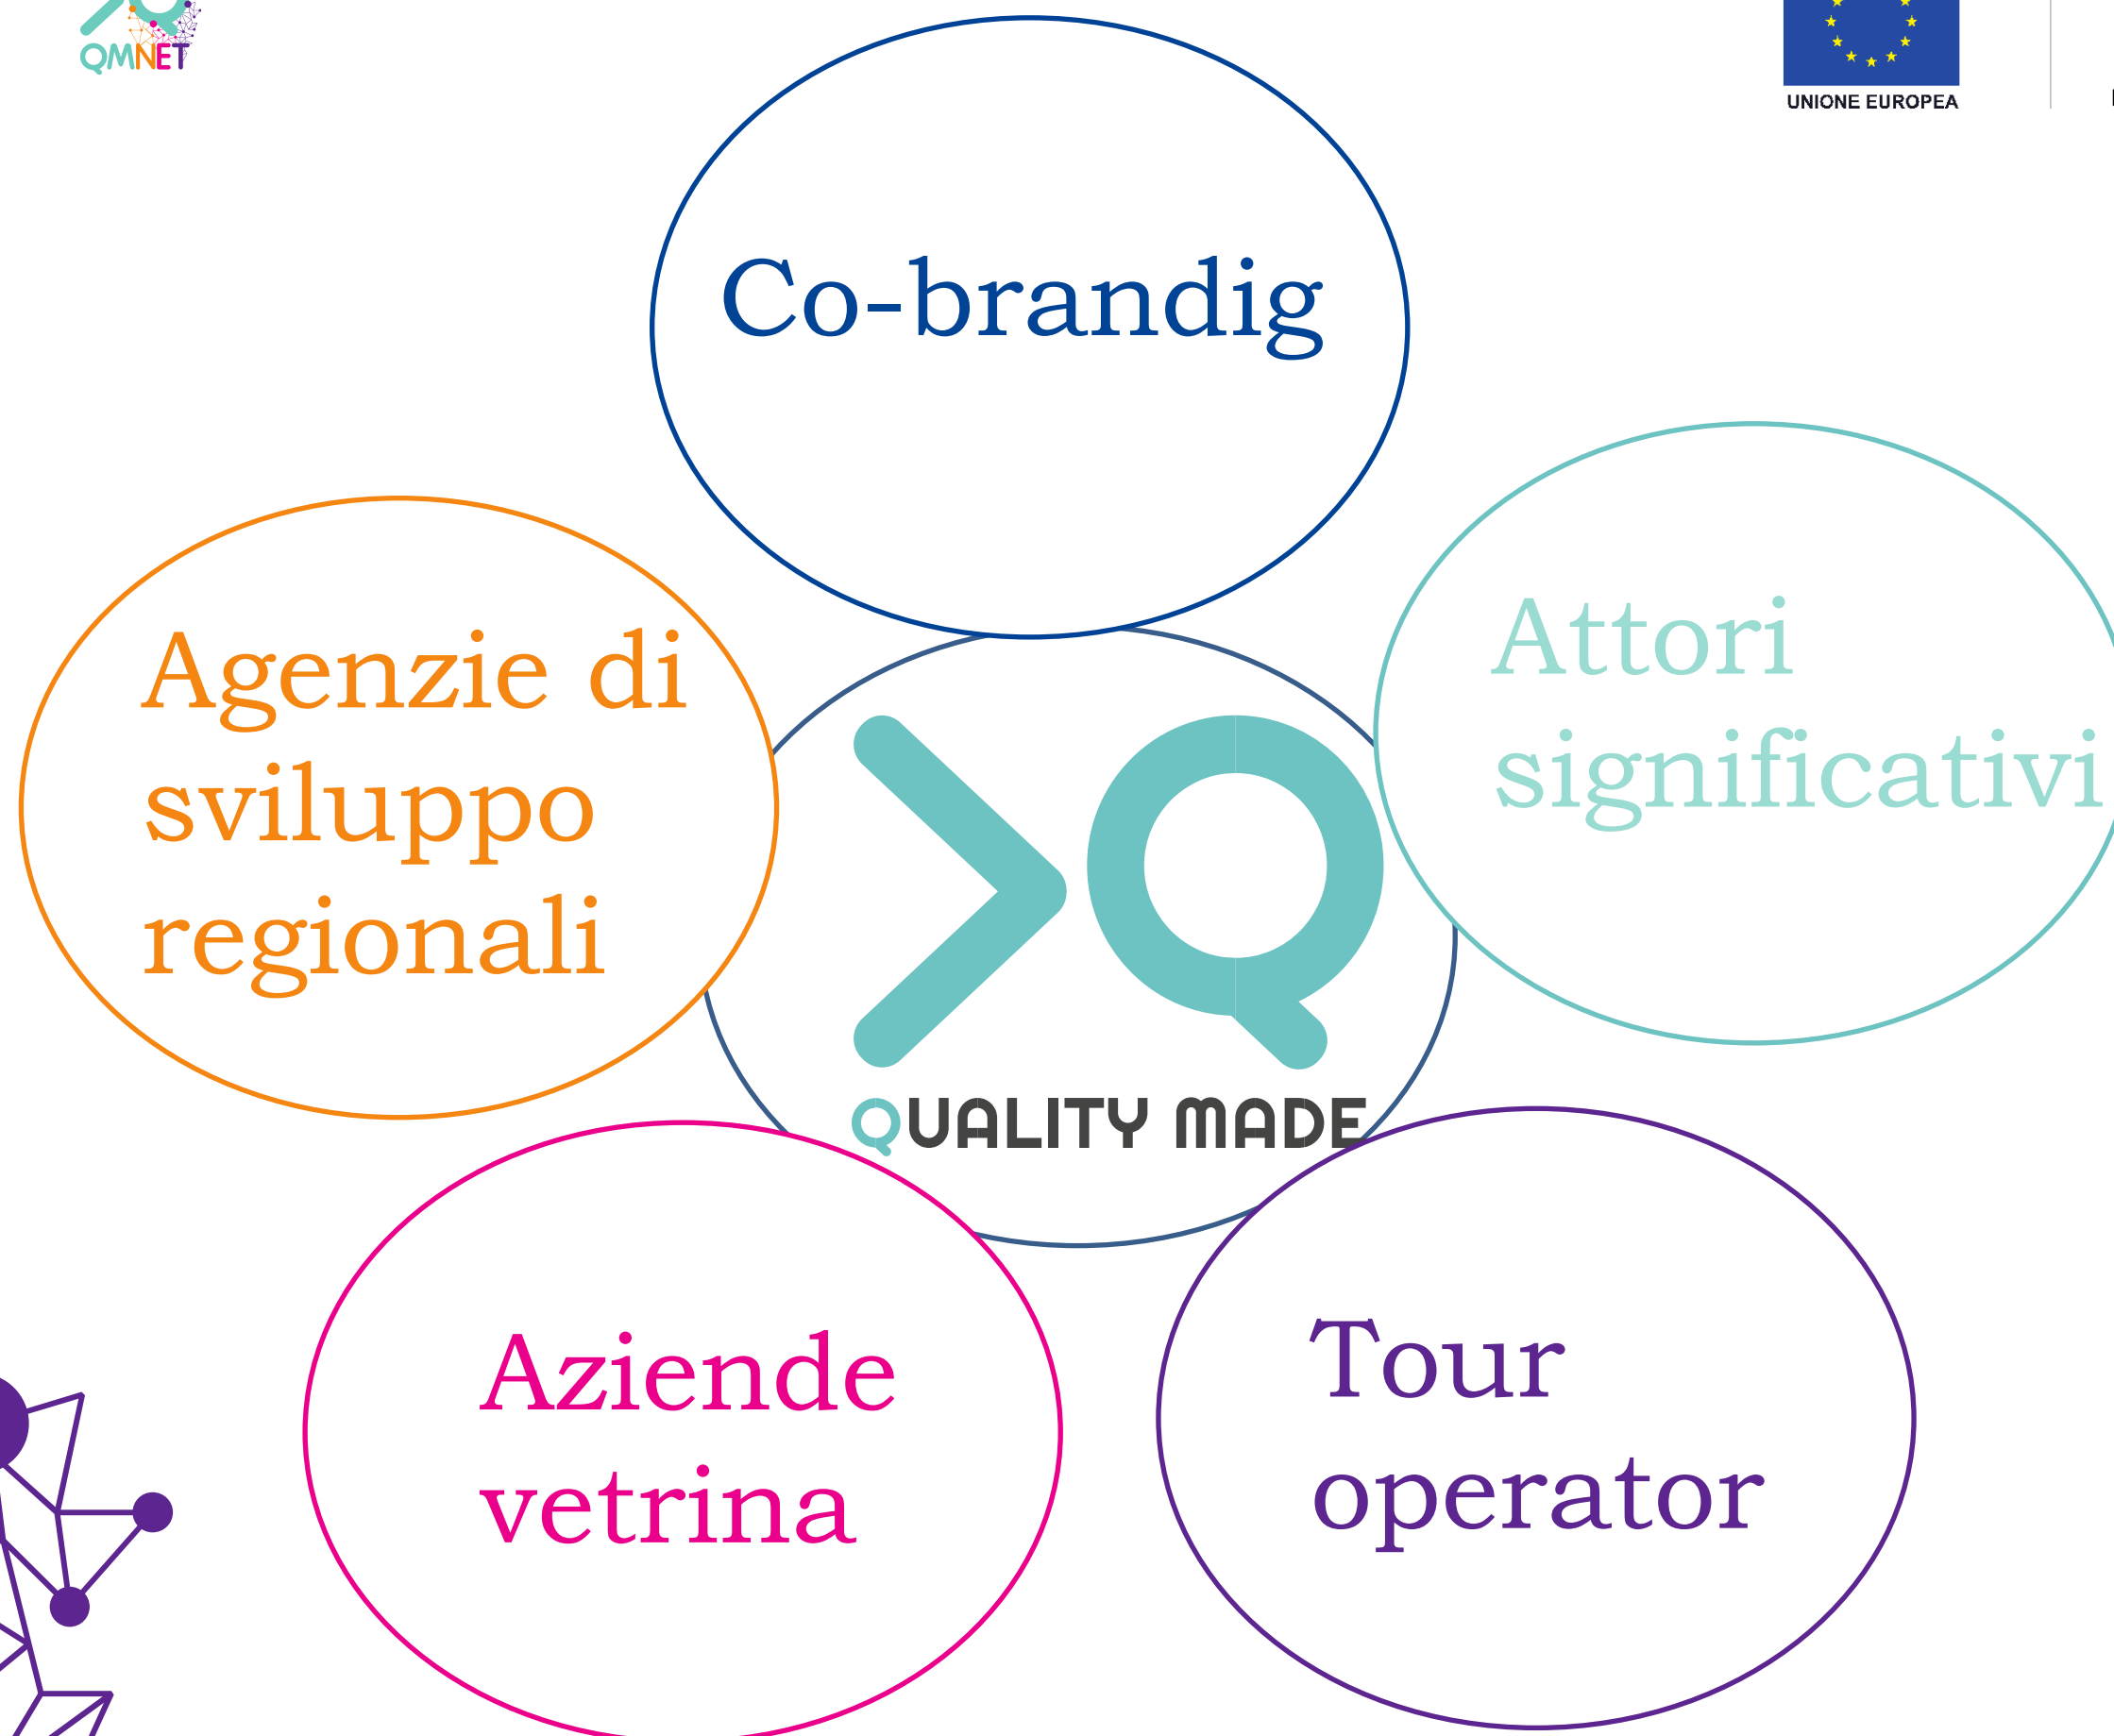 QMNET
UNIONE EUROPEA
Co-brandig
Attori
significativi
Agenzie di
sviluppo
regionali
QUALITY MADE
Aziende
vetrina
Tour
operator